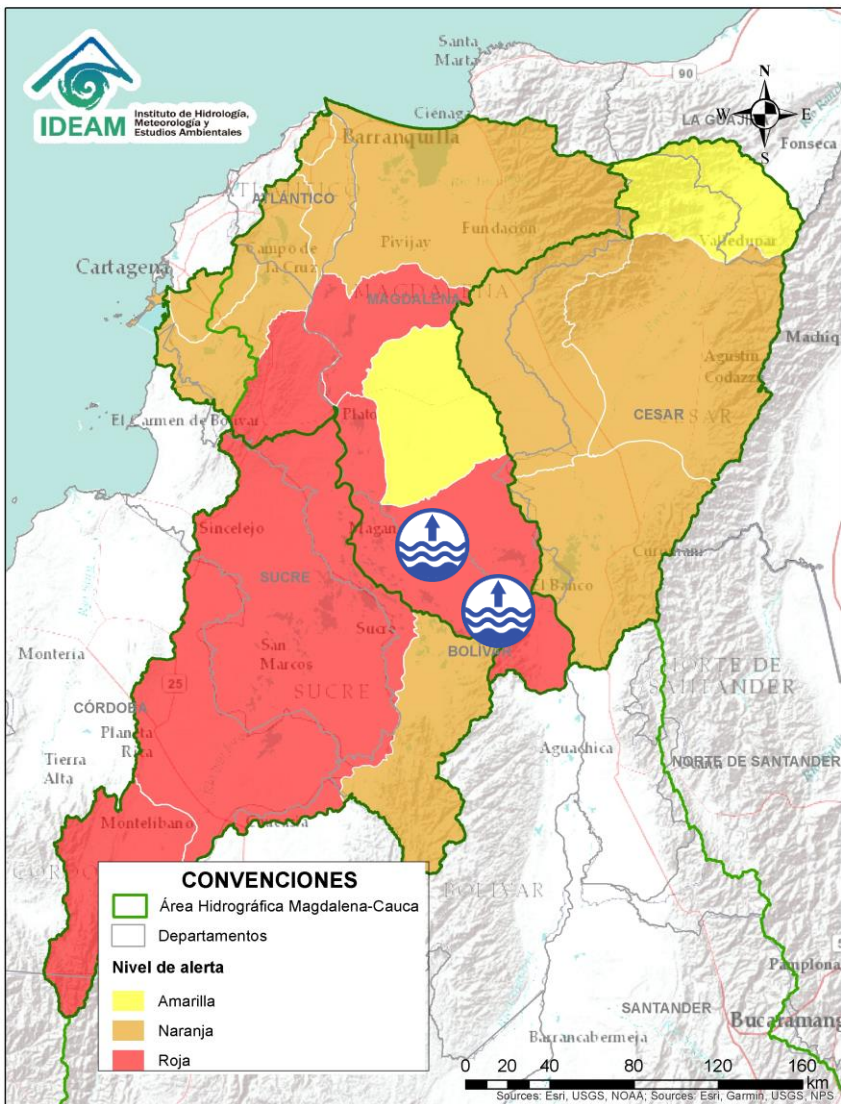 IDEAM
Instituto de Hidrología,
Meteorología y
Estudios Ambientales
Santa
Marta
90
N
W
E
S
LA GUAJI
Fonseca
Ciénaga
Barranquilla
ATLÁNTICO
Valledupar
Fundación
Pivijay
Campo de
la Cruz
Cartagena
MAGDALENA
Agustín
Codazzi
El Carmen de Bolívar
Plato
CESAR
Sincelejo
Magan
SUCRE
El Banco
Sucre
San
Marcos
BOLÍVAR
Montería
SUCRE
25
CÓRDOBA
Planeta
Rica
Tierra
Alta
NORTE DE
SANTANDER
Aguachica
NORTE DE SANTANDER
Montelíbano
Caucasia
BOLÍVAR
CONVENCIONES
Área Hidrográfica Magdalena-Cauca
Departamentos
Nivel de alerta
Amarilla
Naranja
Roja
Pamplona
SANTANDER
Bucaramang
Barrancabermeja
0 20 40 80 120 160
km
Sources: Esri, USGS, NOAA; Sources: Esri, Garmin, USGS, NPS